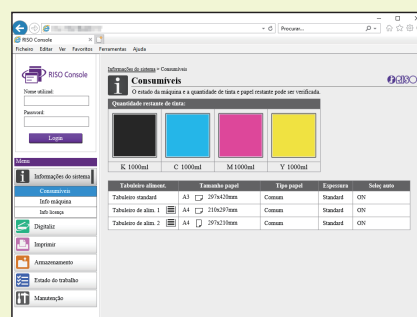 Procurar...
RISO Console
Ficheiro Editar Ver Favoritos Ferramentas Ajuda
RISO Console
Nome utilizad:
Password:
Login
Menu
Informações do sistema
Consumíveis
Info máquina
Info licença
Digitaliz
Imprimir
Armazenamento
Estado do trabalho
Manutenção
Informações do sistema > Consumíveis
Consumíveis
O estado da máquina e a quantidade de tinta e papel restante pode ser verificada.
RISO
Quantidade restante de tinta:
K 1000ml C 1000ml M1000ml Y 1000ml
Tabuleiro aliment. Tamanho papel Tipo papel Espessura Seleç auto
Tabuleiro standard A3 297x420mm Comum Standard ON
Tabuleiro de alim. 1 A4 210x297mm Comum Standard ON
Tabuleiro de alim. 2 A4 297x210mm Comum Standard ON